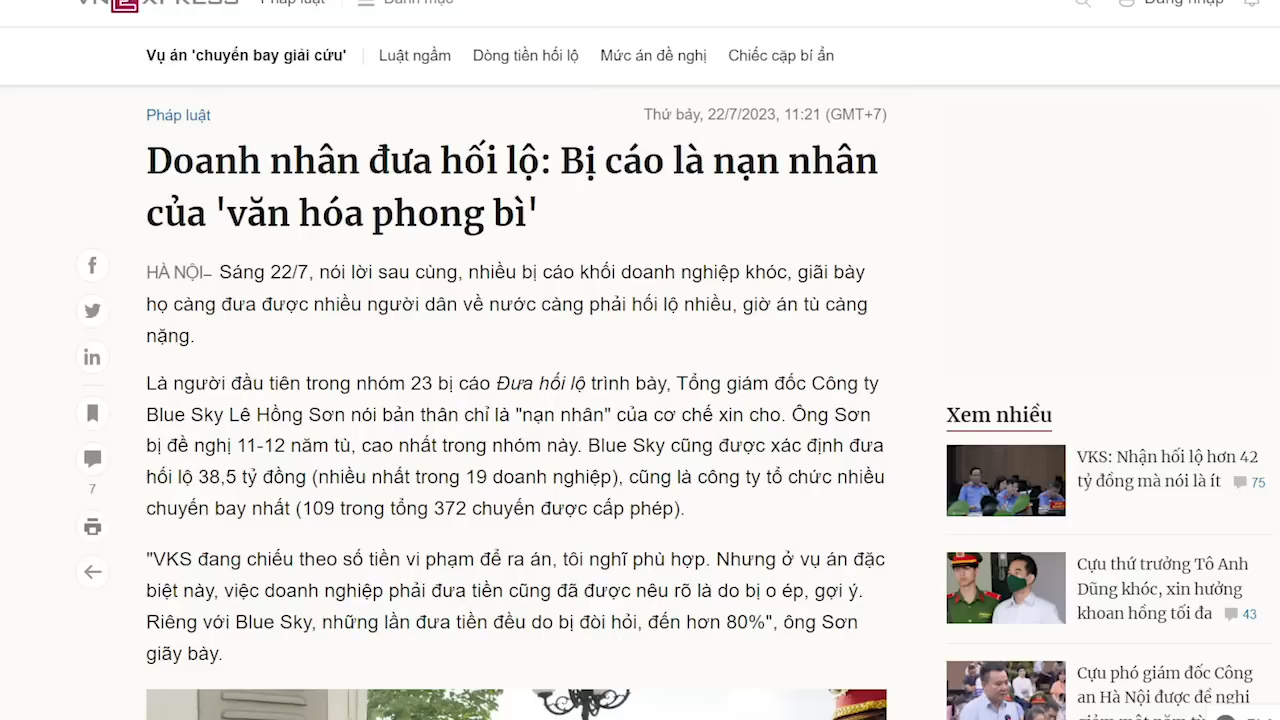 VNEXPRESS Pháp luật Danh mục Đăng nhập
Vụ án 'chuyến bay giải cứu' Luật ngầm Dòng tiền hối lộ Mức án đề nghị Chiếc cặp bí ẩn
Pháp luật Thứ bảy, 22/7/2023, 11:21 (GMT+7)
Doanh nhân đưa hối lộ: Bị cáo là nạn nhân
của 'văn hóa phong bì'
HÀ NỘI– Sáng 22/7, nói lời sau cùng, nhiều bị cáo khối doanh nghiệp khóc, giãi bày
họ càng đưa được nhiều người dân về nước càng phải hối lộ nhiều, giờ án tù càng
nặng.
Là người đầu tiên trong nhóm 23 bị cáo Đưa hối lộ trình bày, Tổng giám đốc Công ty
Blue Sky Lê Hồng Sơn nói bản thân chỉ là "nạn nhân" của cơ chế xin cho. Ông Sơn
bị đề nghị 11-12 năm tù, cao nhất trong nhóm này. Blue Sky cũng được xác định đưa
hối lộ 38,5 tỷ đồng (nhiều nhất trong 19 doanh nghiệp), cũng là công ty tổ chức nhiều
chuyến bay nhất (109 trong tổng 372 chuyến được cấp phép).
7
"VKS đang chiếu theo số tiền vi phạm để ra án, tôi nghĩ phù hợp. Nhưng ở vụ án đặc
biệt này, việc doanh nghiệp phải đưa tiền cũng đã được nêu rõ là do bị o ép, gợi ý.
Riêng với Blue Sky, những lần đưa tiền đều do bị đòi hỏi, đến hơn 80%", ông Sơn
giãy bày.
Xem nhiều
VKS: Nhận hối lộ hơn 42
tỷ đồng mà nói là ít 75
Cựu thứ trưởng Tô Anh
Dũng khóc, xin hưởng
khoan hồng tối đa 43
Cựu phó giám đốc Công
an Hà Nội được đề nghị
giảm một năm tù